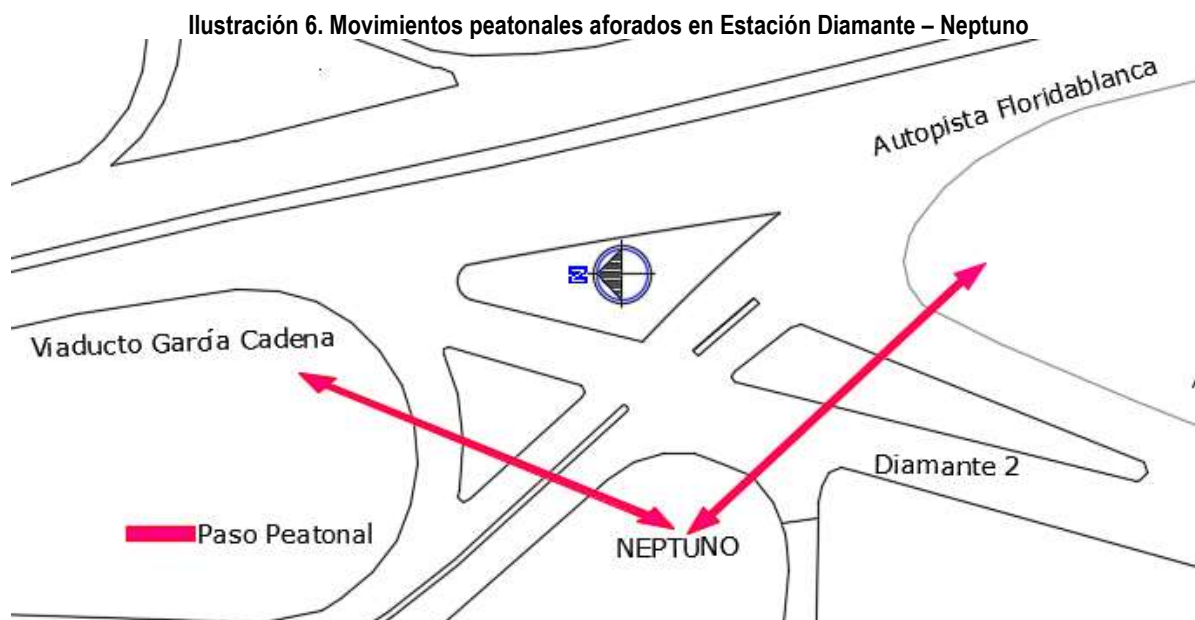 Ilustración 6. Movimientos peatonales aforados en Estación Diamante – Neptuno
Autopista Floridablanca
N
Viaducto García Cadena
Diamante 2
Paso Peatonal
NEPTUNO